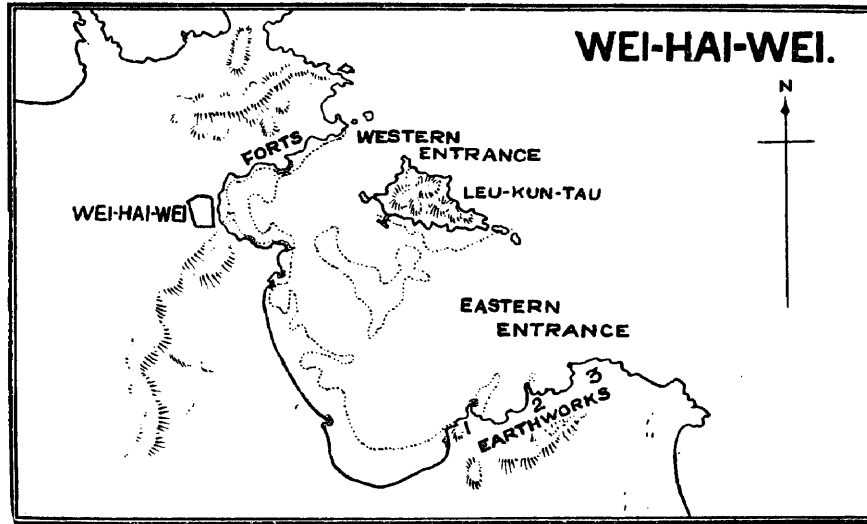 WEI-HAI-WEI.
N
FORTS
WESTERN
ENTRANCE
LEU-KUN-TAU
WEI-HAI-WEI
EASTERN
ENTRANCE
1
2
3
EARTHWORKS